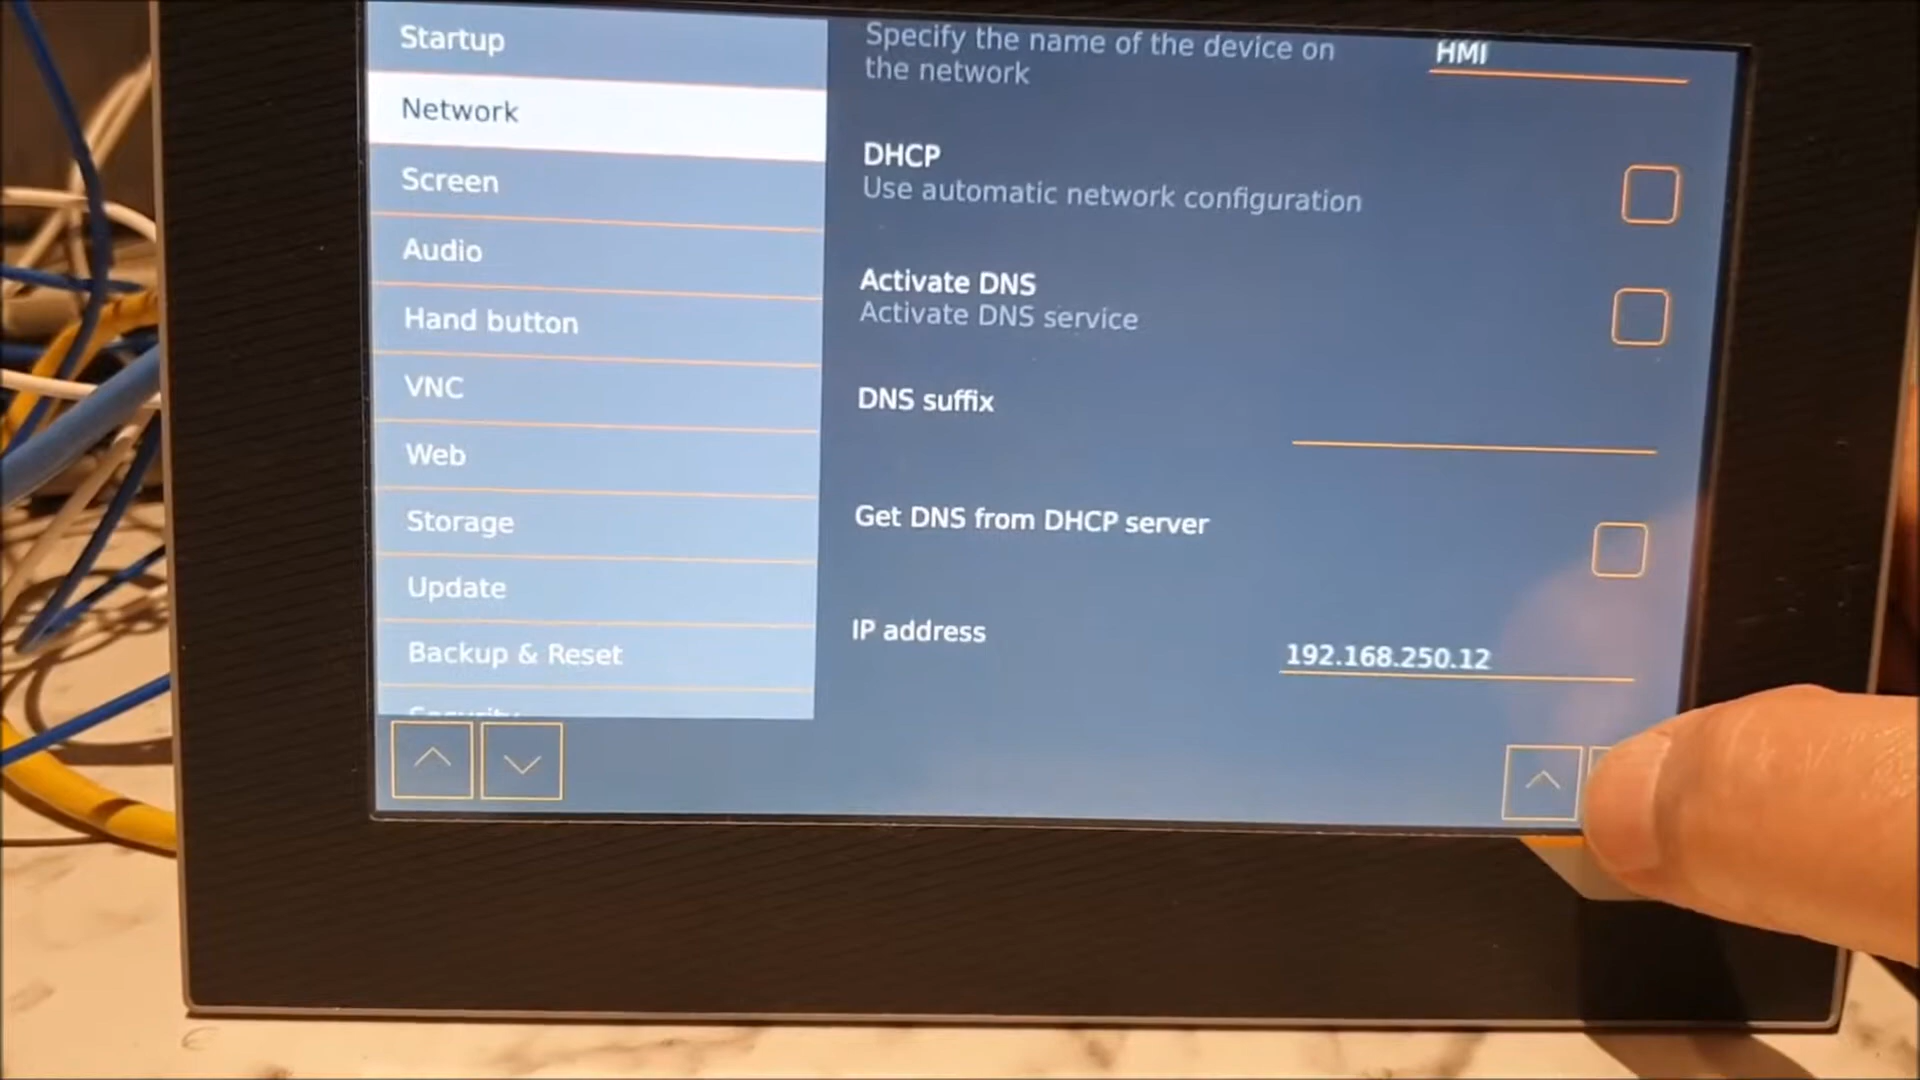 Startup
Network
Screen
Audio
Hand button
VNC
Web
Storage
Update
Backup & Reset
Security
Specify the name of the device on
the network
HMI
DHCP
Use automatic network configuration
Activate DNS
Activate DNS service
DNS suffix
Get DNS from DHCP server
IP address
192.168.250.12